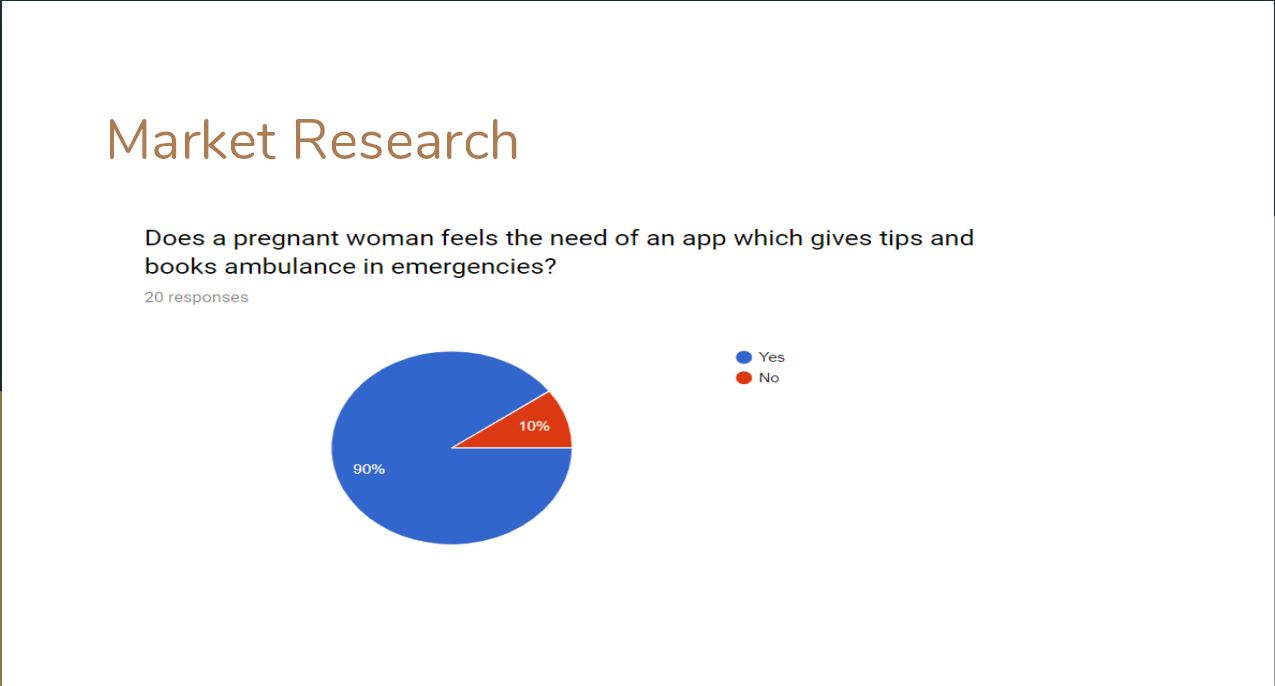 Market Research
Does a pregnant woman feels the need of an app which gives tips and
books ambulance in emergencies?
20 responses
Yes
No
10%
90%